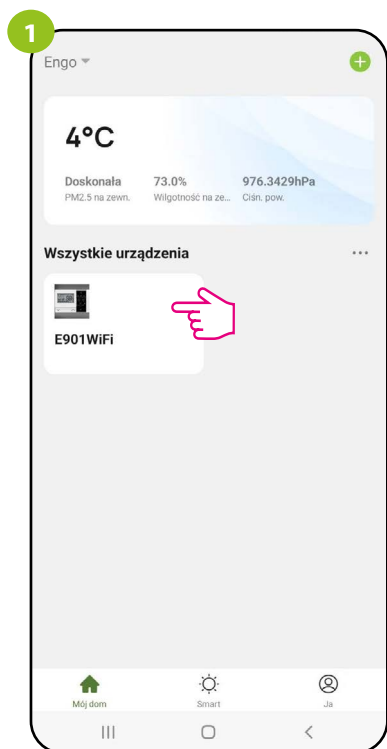 1
Engo
4°C
Doskonała 73.0% 976.3429hPa
PM2.5 na zewn. Wilgotność na ze... Ciśn. pow.
Wszystkie urządzenia
E901WiFi
Mój dom Smart Ja